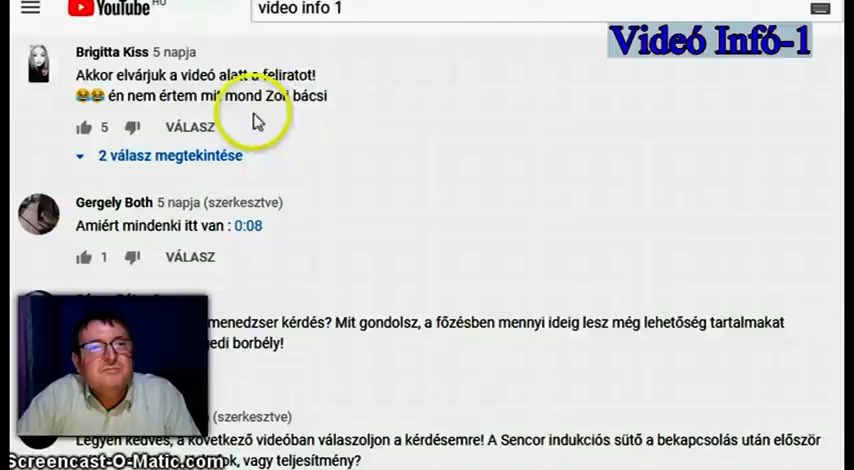 YouTube HU
video info 1
Videó Infó-1
Brigitta Kiss 5 napja
Akkor elvárjuk a videó alatt a feliratot!
😂😂 én nem értem mit mond Zoli bácsi
5 VÁLASZ
2 válasz megtekintése
Gergely Both 5 napja (szerkesztve)
Amiért mindenki itt van : 0:08
1 VÁLASZ
menedzser kérdés? Mit gondolsz, a főzésben mennyi ideig lesz még lehetőség tartalmakat
borbély!
(szerkesztve)
Legyen kedves, a következő videóban válaszoljon a kérdésemre! A Sencor indukciós sütő a bekapcsolás után először
vagy teljesítmény?
Screencast-O-Matic.com